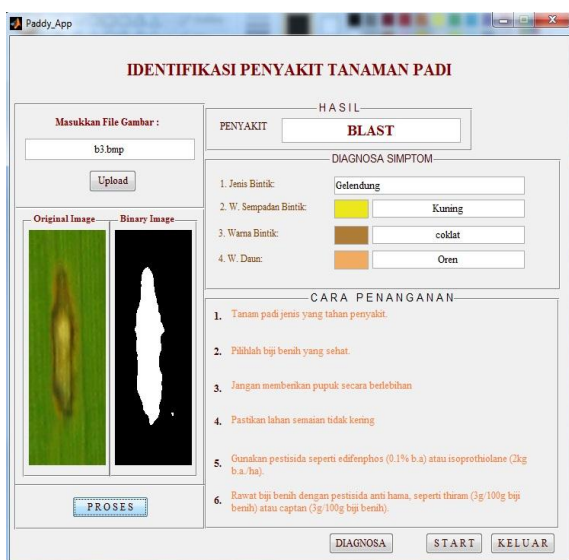 Paddy_App
IDENTIFIKASI PENYAKIT TANAMAN PADI
Masukkan File Gambar :
b3.bmp
Upload
Original Image
Binary Image
PROSES
HASIL
PENYAKIT
BLAST
DIAGNOSA SIMPTOM
1. Jenis Bintik:
Gelendung
2. W. Sempadan Bintik:
Kuning
3. Warna Bintik:
coklat
4. W. Daun:
Oren
CARA PENANGANAN
1. Tanam padi jenis yang tahan penyakit.
2. Pilihlah biji benih yang sehat.
3. Jangan memberikan pupuk secara berlebihan
4. Pastikan lahan semaian tidak kering
5. Gunakan pestisida seperti edifenphos (0.1% b.a) atau isoprothiolane (2kg
b.a./ha).
6. Rawat biji benih dengan pestisida anti hama, seperti thiram (3g/100g biji
benih) atau captan (3g/100g biji benih).
DIAGNOSA
START
KELUAR